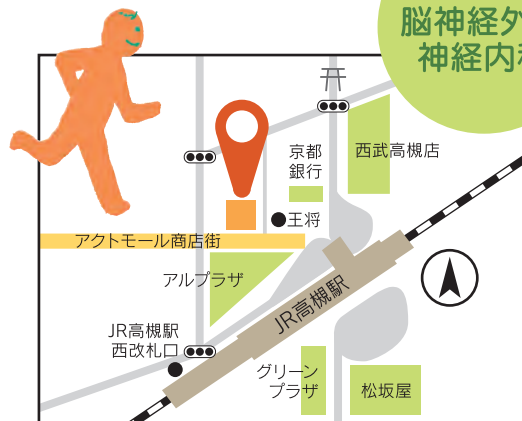 脳神経外
神経内科
京都
銀行
西武高槻店
王将
アクトモール商店街
アルプラザ
JR高槻駅
JR高槻駅
西改札口
グリーン
プラザ
松坂屋